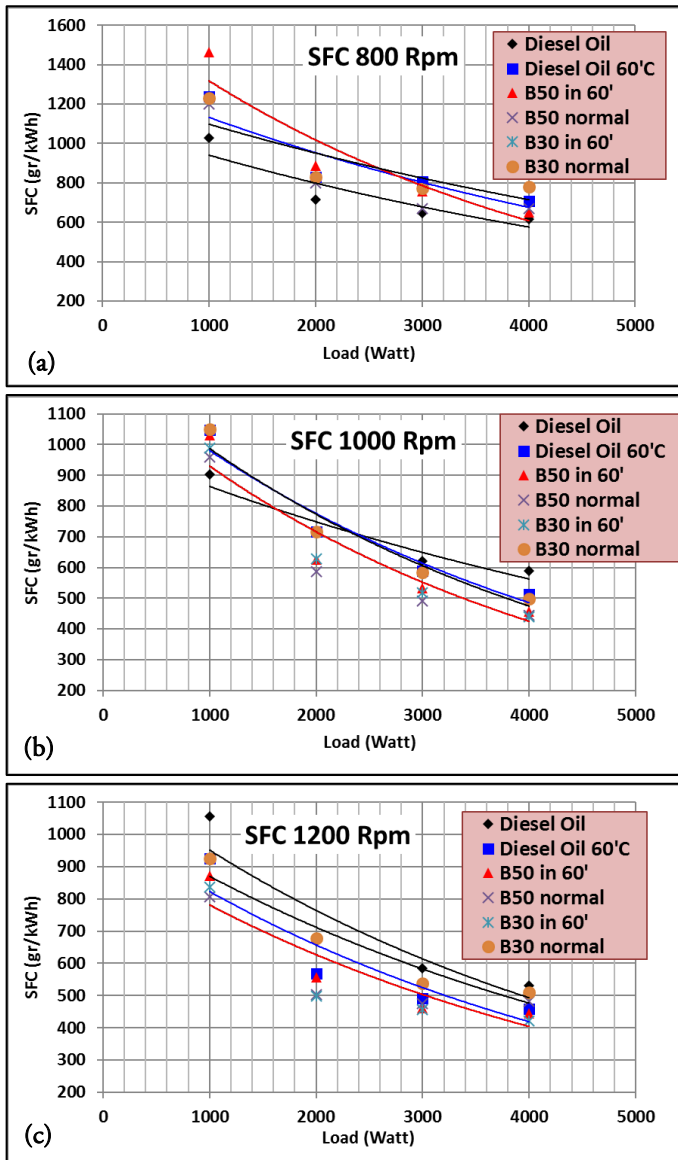 SFC 800 Rpm
SFC (gr/kWh)
1600
1400
1200
1000
800
600
400
200
0 1000 2000 3000 4000 5000
Load (Watt)
Diesel Oil
Diesel Oil 60'C
B50 in 60'
B50 normal
B30 in 60'
B30 normal
(a)
SFC 1000 Rpm
SFC (gr/kWh)
1100
1000
900
800
700
600
500
400
300
200
0 1000 2000 3000 4000 5000
Load (Watt)
Diesel Oil
Diesel Oil 60'C
B50 in 60'
B50 normal
B30 in 60'
B30 normal
(b)
SFC 1200 Rpm
SFC (gr/kWh)
1100
1000
900
800
700
600
500
400
300
200
0 1000 2000 3000 4000 5000
Load (Watt)
Diesel Oil
Diesel Oil 60'C
B50 in 60'
B50 normal
B30 in 60'
B30 normal
(c)